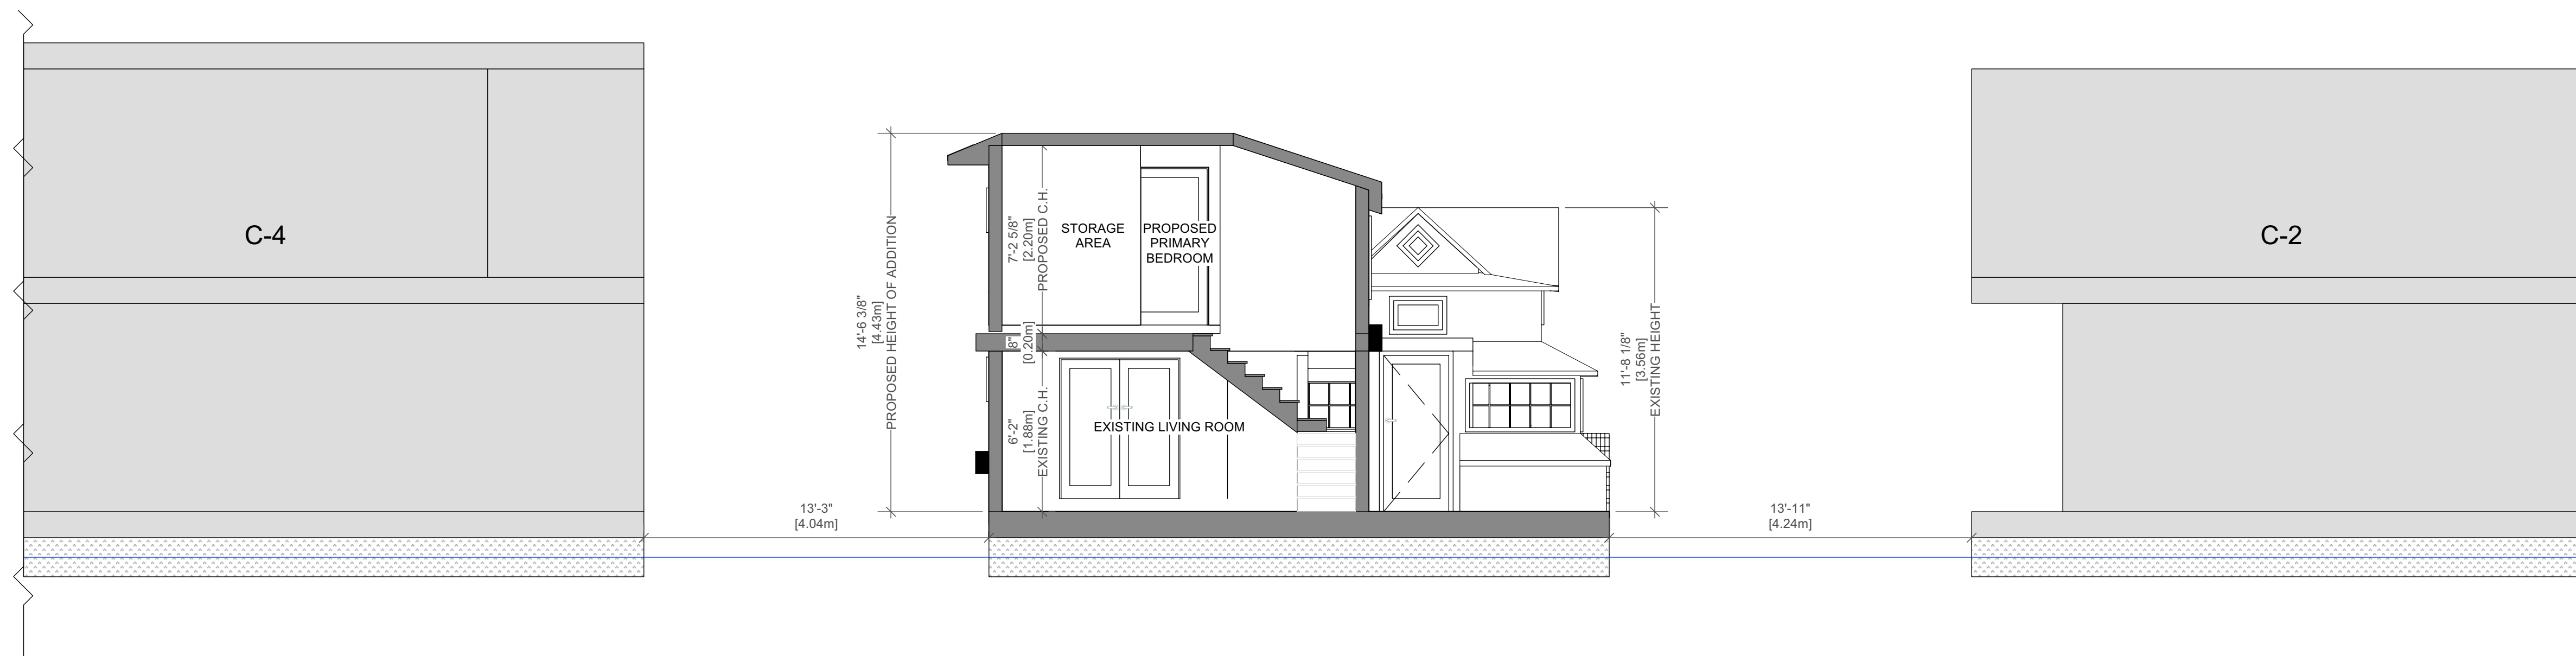 C-4
14'-6 3/8"
[4.43m]
PROPOSED HEIGHT OF ADDITION
7'-2 5/8"
[2.20m]
PROPOSED C.H.
STORAGE
AREA
PROPOSED
PRIMARY
BEDROOM
8"
[0.20m]
6'-2"
[1.88m]
EXISTING C.H.
EXISTING LIVING ROOM
11'-8 1/8"
[3.56m]
EXISTING HEIGHT
13'-3"
[4.04m]
13'-11"
[4.24m]
C-2